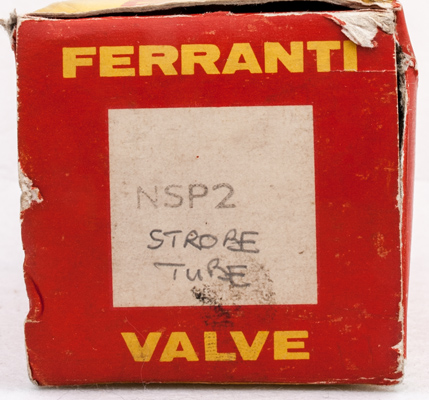 FERRANTI
NSP2
STROBE
TUBE
VALVE